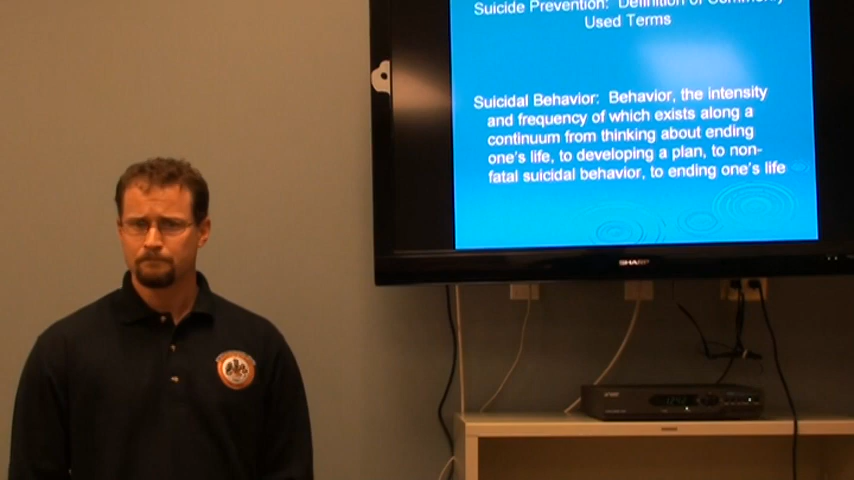 Suicide Prevention: Definition of Commonly
Used Terms
Suicidal Behavior: Behavior, the intensity
and frequency of which exists along a
continuum from thinking about ending
one's life, to developing a plan, to non-
fatal suicidal behavior, to ending one's life
SHARP